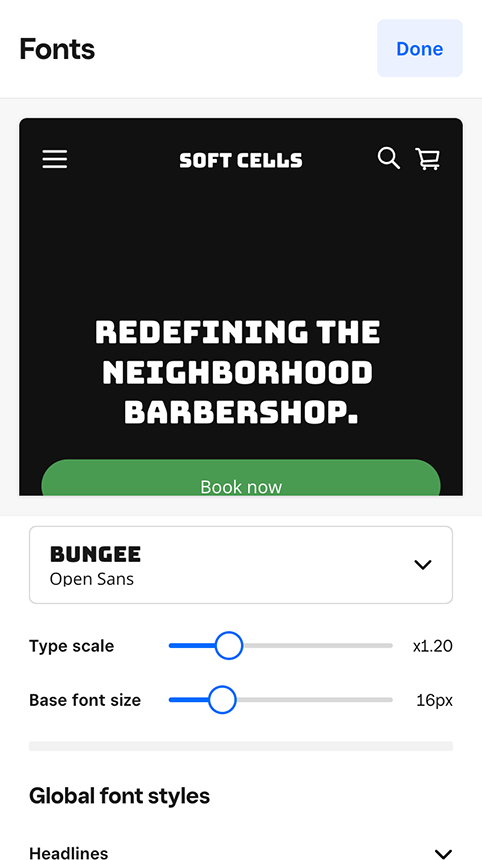 Fonts
Done
SOFT CELLS
REDEFINING THE
NEIGHBORHOOD
BARBERSHOP.
Book now
BUNGEE
Open Sans
Type scale x1.20
Base font size 16px
Global font styles
Headlines